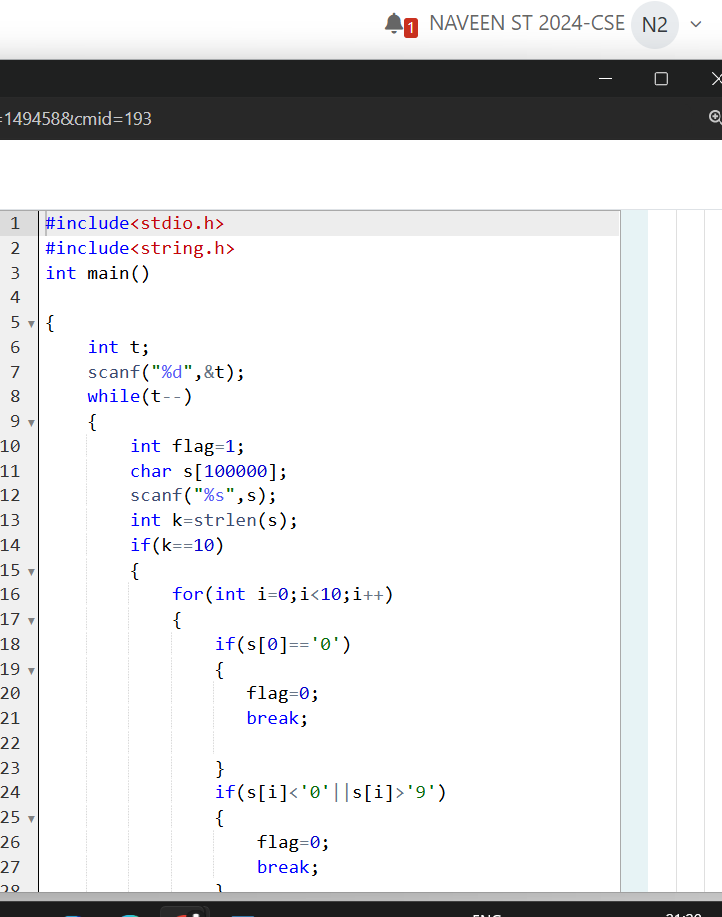 1 NAVEEN ST 2024-CSE N2
=149458&cmid=193
1 #include<stdio.h>
2 #include<string.h>
3 int main()
4
5 {
6 int t;
7 scanf("%d",&t);
8 while(t--)
9 {
10 int flag=1;
11 char s[100000];
12 scanf("%s",s);
13 int k=strlen(s);
14 if(k==10)
15 {
16 for(int i=0;i<10;i++)
17 {
18 if(s[0]=='0')
19 {
20 flag=0;
21 break;
22
23 }
24 if(s[i]<'0'||s[i]>'9')
25 {
26 flag=0;
27 break;
28 }